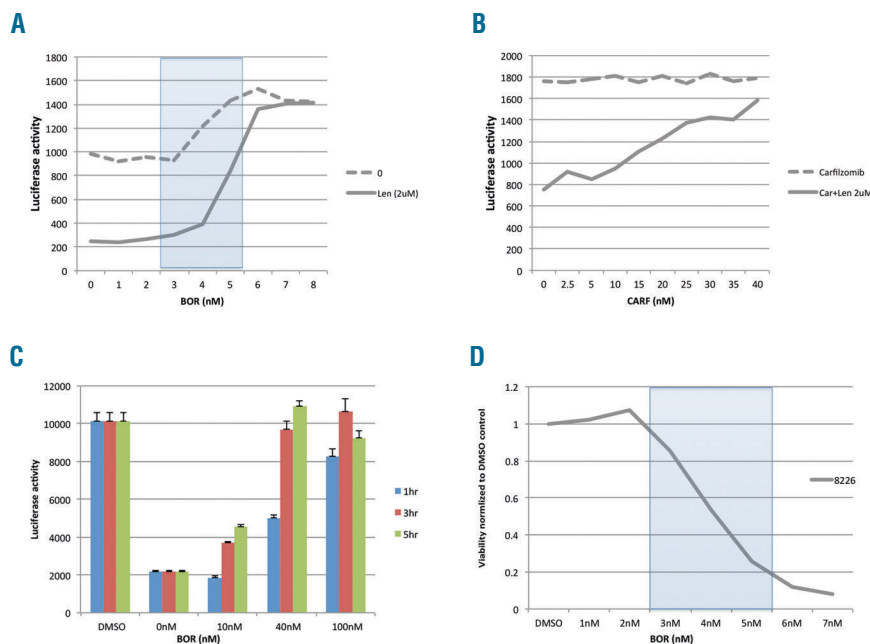 A
Luciferase activity
1800
1600
1400
1200
1000
800
600
400
200
0
0 1 2 3 4 5 6 7 8
BOR (nM)
0
Len (2uM)
B
Luciferase activity
2000
1800
1600
1400
1200
1000
800
600
400
200
0
0 2.5 5 10 15 20 25 30 35 40
CARF (nM)
Carfilzomib
Car+Len 2uM
C
Luciferase activity
12000
10000
8000
6000
4000
2000
0
DMSO 0nM 10nM 40nM 100nM
BOR (nM)
1hr
3hr
5hr
D
Viability normlized to DMSO control
1.2
1
0.8
0.6
0.4
0.2
0
DMSO 1nM 2nM 3nM 4nM 5nM 6nM 7nM
BOR (nM)
8226